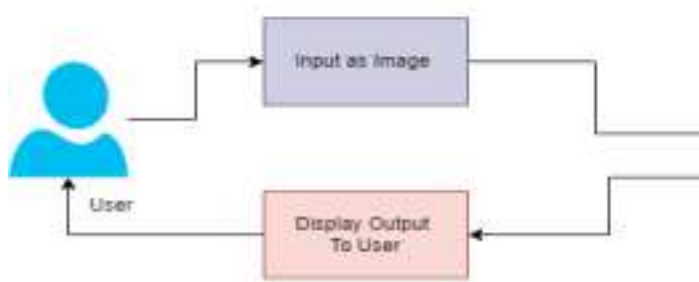 Input as Image
User
Display Output
To User